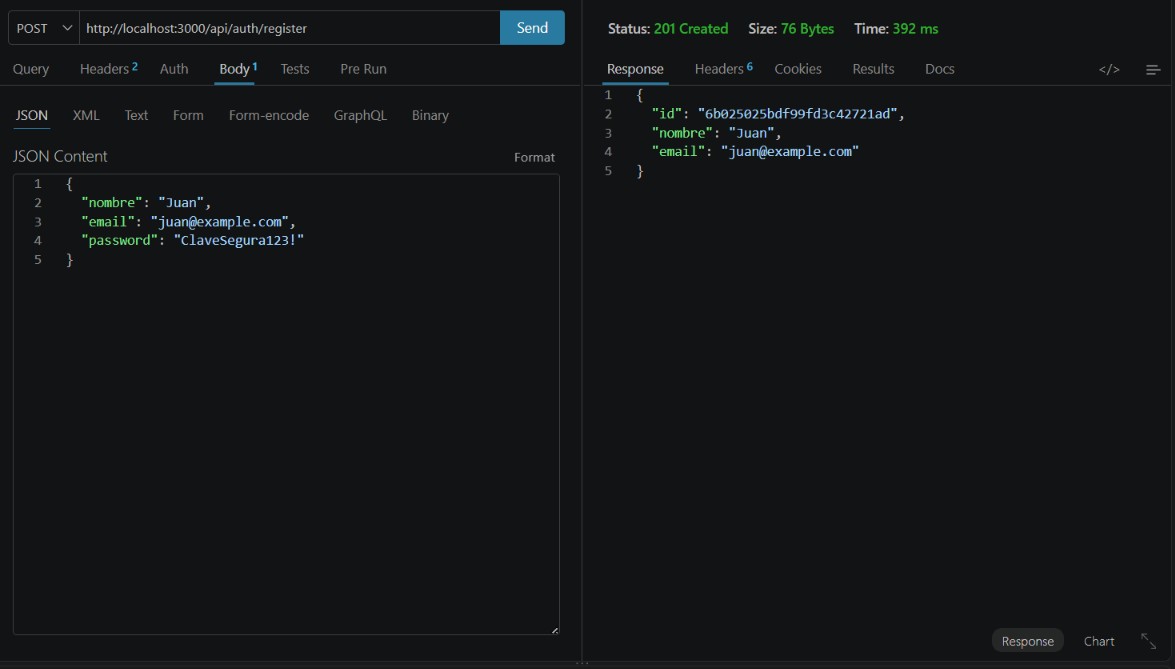 POST http://localhost:3000/api/auth/register Send
Query Headers 2 Auth Body 1 Tests Pre Run
JSON XML Text Form Form-encode GraphQL Binary
JSON Content Format
1 {
2 "nombre": "Juan",
3 "email": "juan@example.com",
4 "password": "ClaveSegura123!"
5 }
Status: 201 Created Size: 76 Bytes Time: 392 ms
Response Headers 6 Cookies Results Docs </>
1 {
2 "id": "6b025025bdf99fd3c42721ad",
3 "nombre": "Juan",
4 "email": "juan@example.com"
5 }
Response Chart